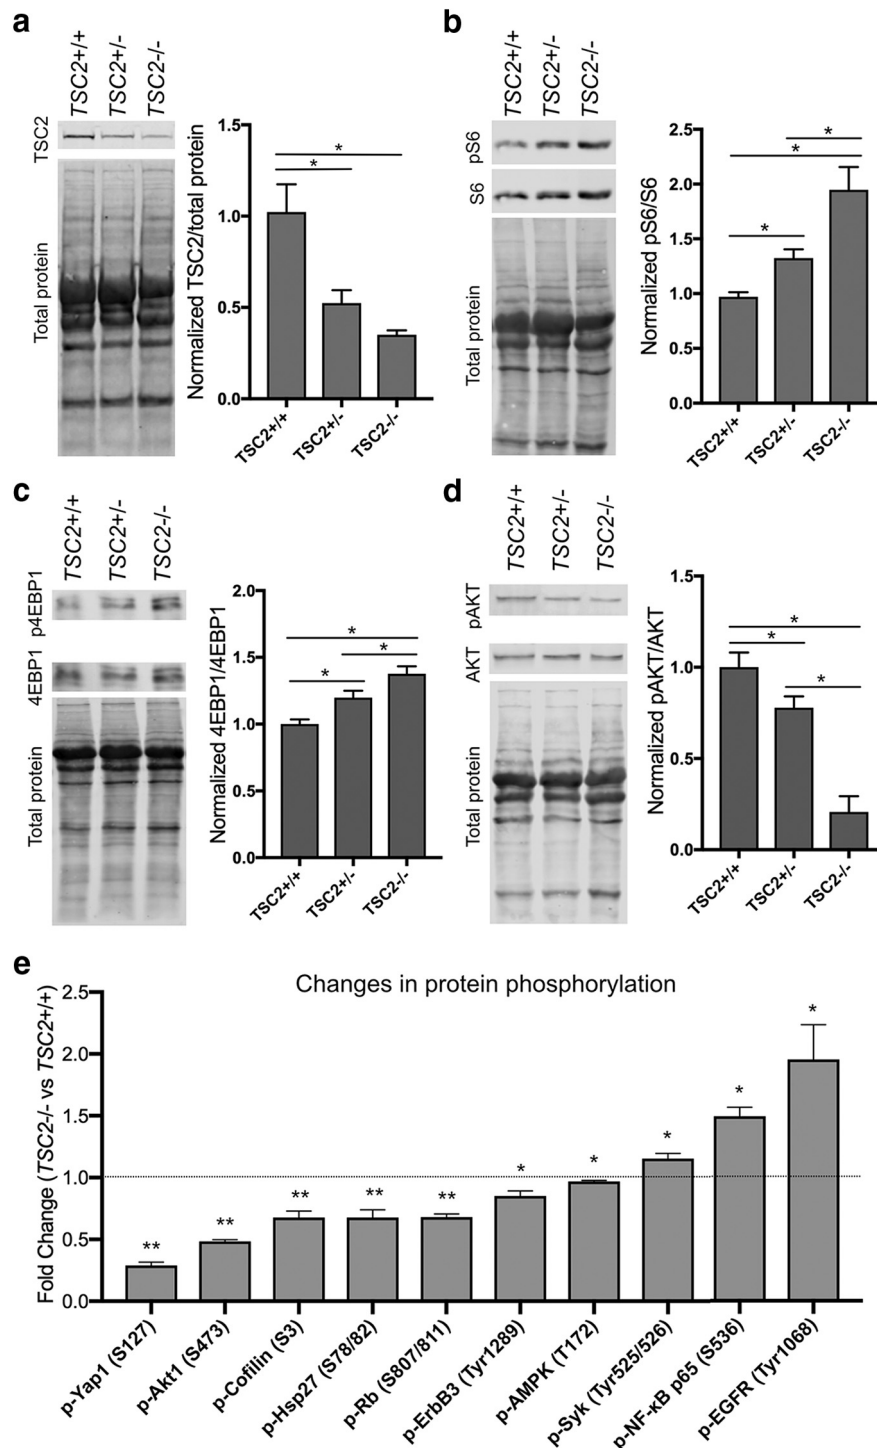 a
TSC2+/+
TSC2+/-
TSC2-/-
TSC2
Total protein
Normalized TSC2/total protein
1.5
1.0
0.5
0.0
*
*
TSC2+/+
TSC2+/-
TSC2-/-
b
TSC2+/+
TSC2+/-
TSC2-/-
pS6
S6
Total protein
Normalized pS6/S6
2.5
2.0
1.5
1.0
0.5
0.0
*
*
*
TSC2+/+
TSC2+/-
TSC2-/-
c
TSC2+/+
TSC2+/-
TSC2-/-
p4EBP1
4EBP1
Total protein
Normalized 4EBP1/4EBP1
2.0
1.5
1.0
0.5
0.0
*
*
*
TSC2+/+
TSC2+/-
TSC2-/-
d
TSC2+/+
TSC2+/-
TSC2-/-
pAKT
AKT
Total protein
Normalized pAKT/AKT
1.5
1.0
0.5
0.0
*
*
*
TSC2+/+
TSC2+/-
TSC2-/-
e
Changes in protein phosphorylation
Fold Change (TSC2-/- vs TSC2+/+)
2.5
2.0
1.5
1.0
0.5
0.0
**
**
**
**
**
*
*
*
*
*
p-Yap1 (S127)
p-Akt1 (S473)
p-Cofilin (S3)
p-Hsp27 (S78/82)
p-Rb (S807/811)
p-ErbB3 (Tyr1289)
p-AMPK (T172)
p-Syk (Tyr525/526)
p-NF-κB p65 (S536)
p-EGFR (Tyr1068)